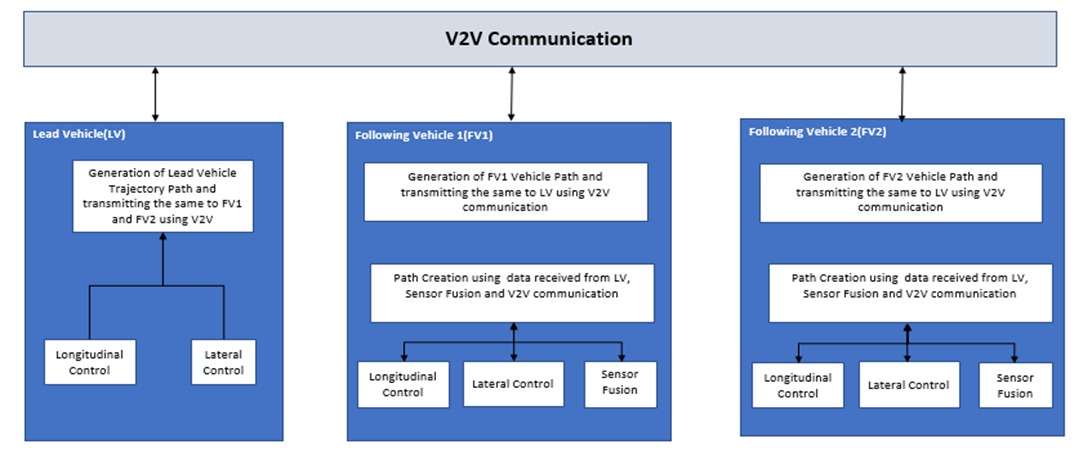 V2V Communication
Lead Vehicle(LV)
Generation of Lead Vehicle
Trajectory Path and
transmitting the same to FV1
and FV2 using V2V
Longitudinal
Control
Lateral
Control
Following Vehicle 1(FV1)
Generation of FV1 Vehicle Path and
transmitting the same to LV using V2V
communication
Path Creation using  data received from LV,
Sensor Fusion and V2V communication
Longitudinal
Control
Lateral Control
Sensor
Fusion
Following Vehicle 2(FV2)
Generation of FV2 Vehicle Path and
transmitting the same to LV using V2V
communication
Path Creation using  data received from LV,
Sensor Fusion and V2V communication
Longitudinal
Control
Lateral Control
Sensor
Fusion